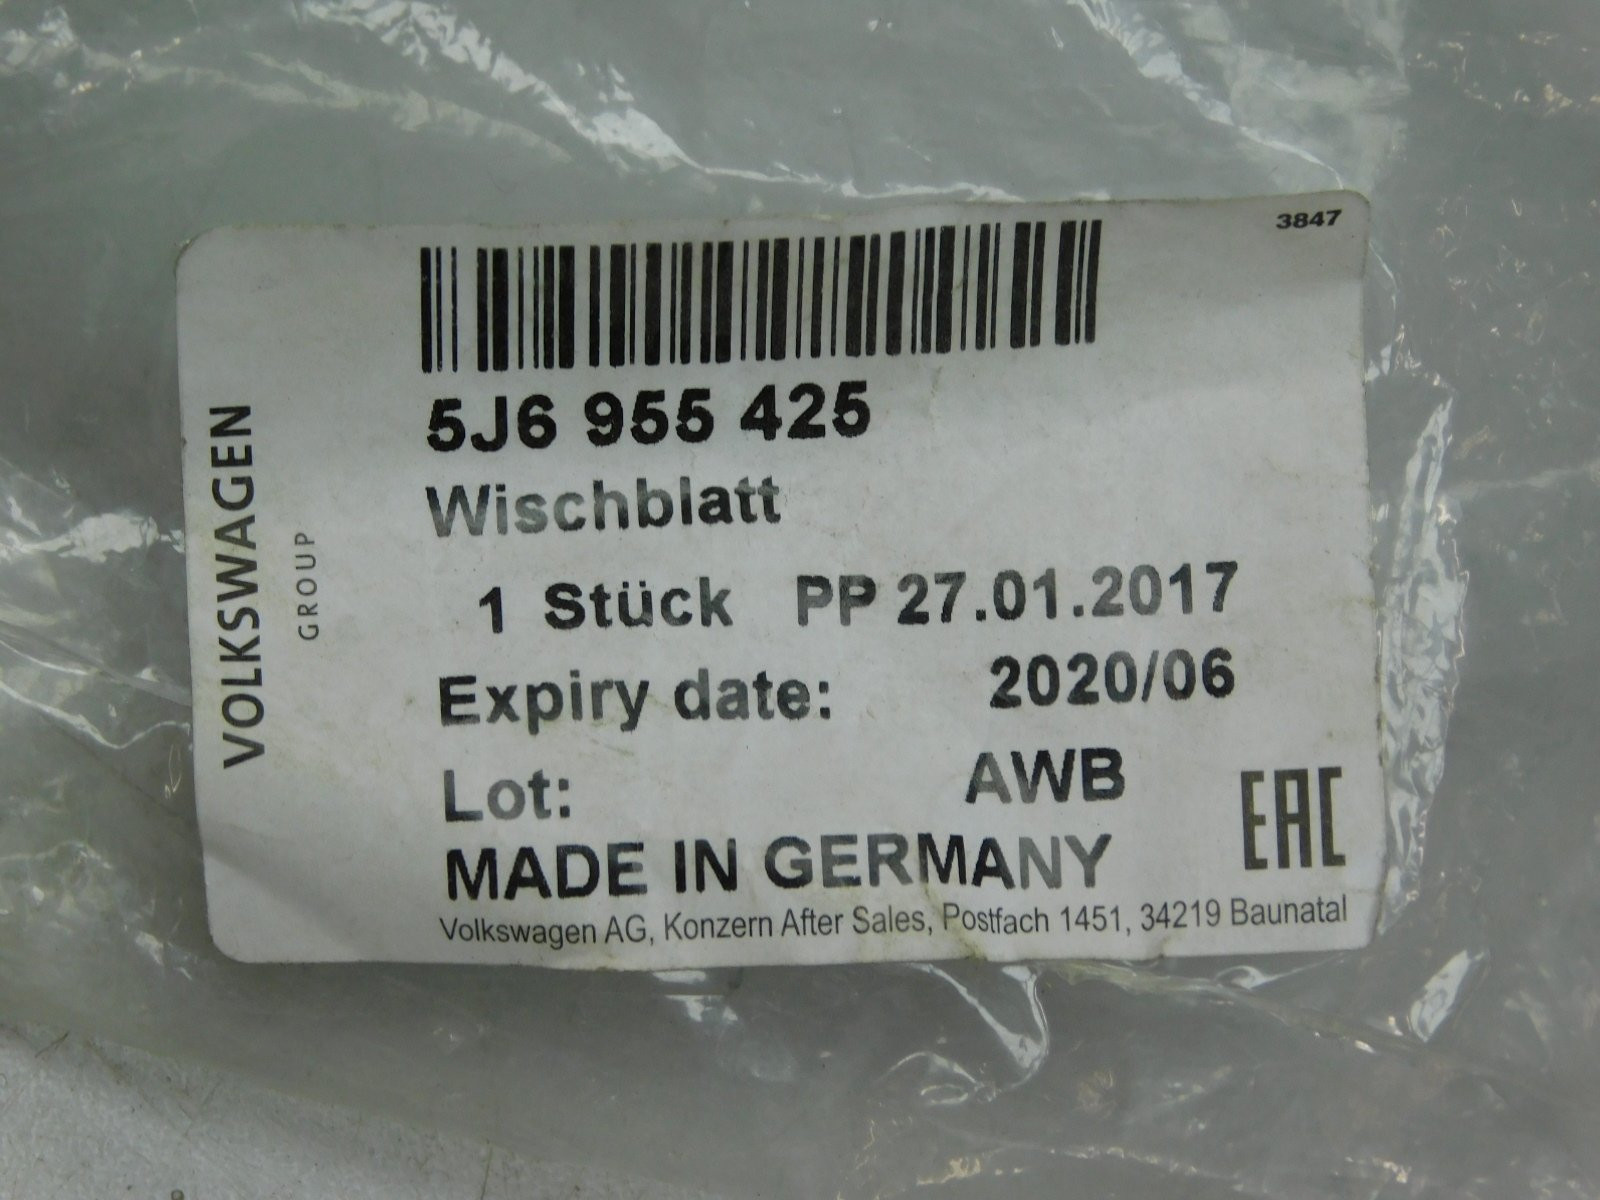 3847
VOLKSWAGEN
GROUP
5J6 955 425
Wischblatt
1 Stück PP 27.01.2017
Expiry date: 2020/06
Lot: AWB
MADE IN GERMANY
EAC
Volkswagen AG, Konzern After Sales, Postfach 1451, 34219 Baunatal